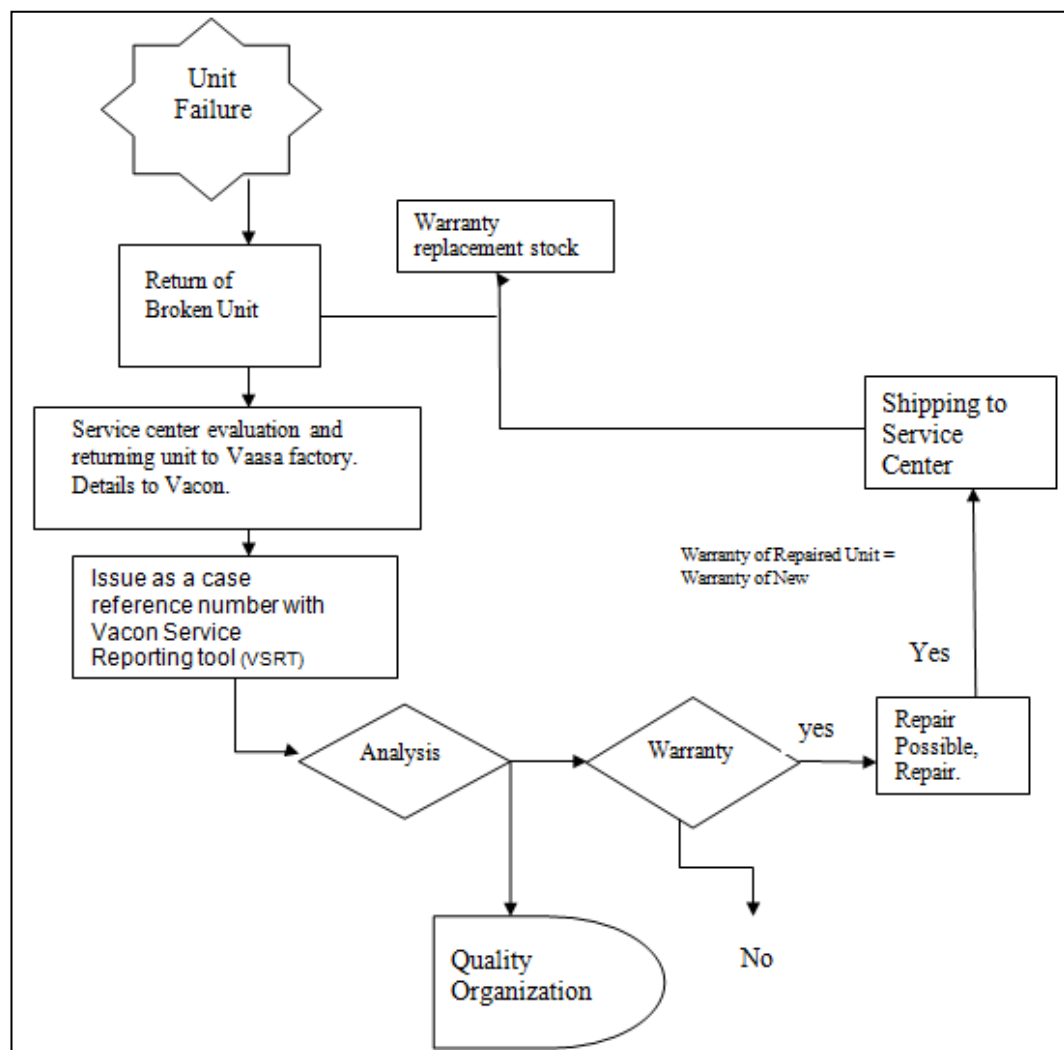 Unit
Failure
Warranty
replacement stock
Return of
Broken Unit
Shipping to
Service
Center
Service center evaluation and
returning unit to Vaasa factory.
Details to Vacon.
Warranty of Repaired Unit =
Warranty of New
Issue as a case
reference number with
Vacon Service
Reporting tool (VSRT)
Yes
Analysis
Warranty
yes
Repair
Possible,
Repair.
Quality
Organization
No